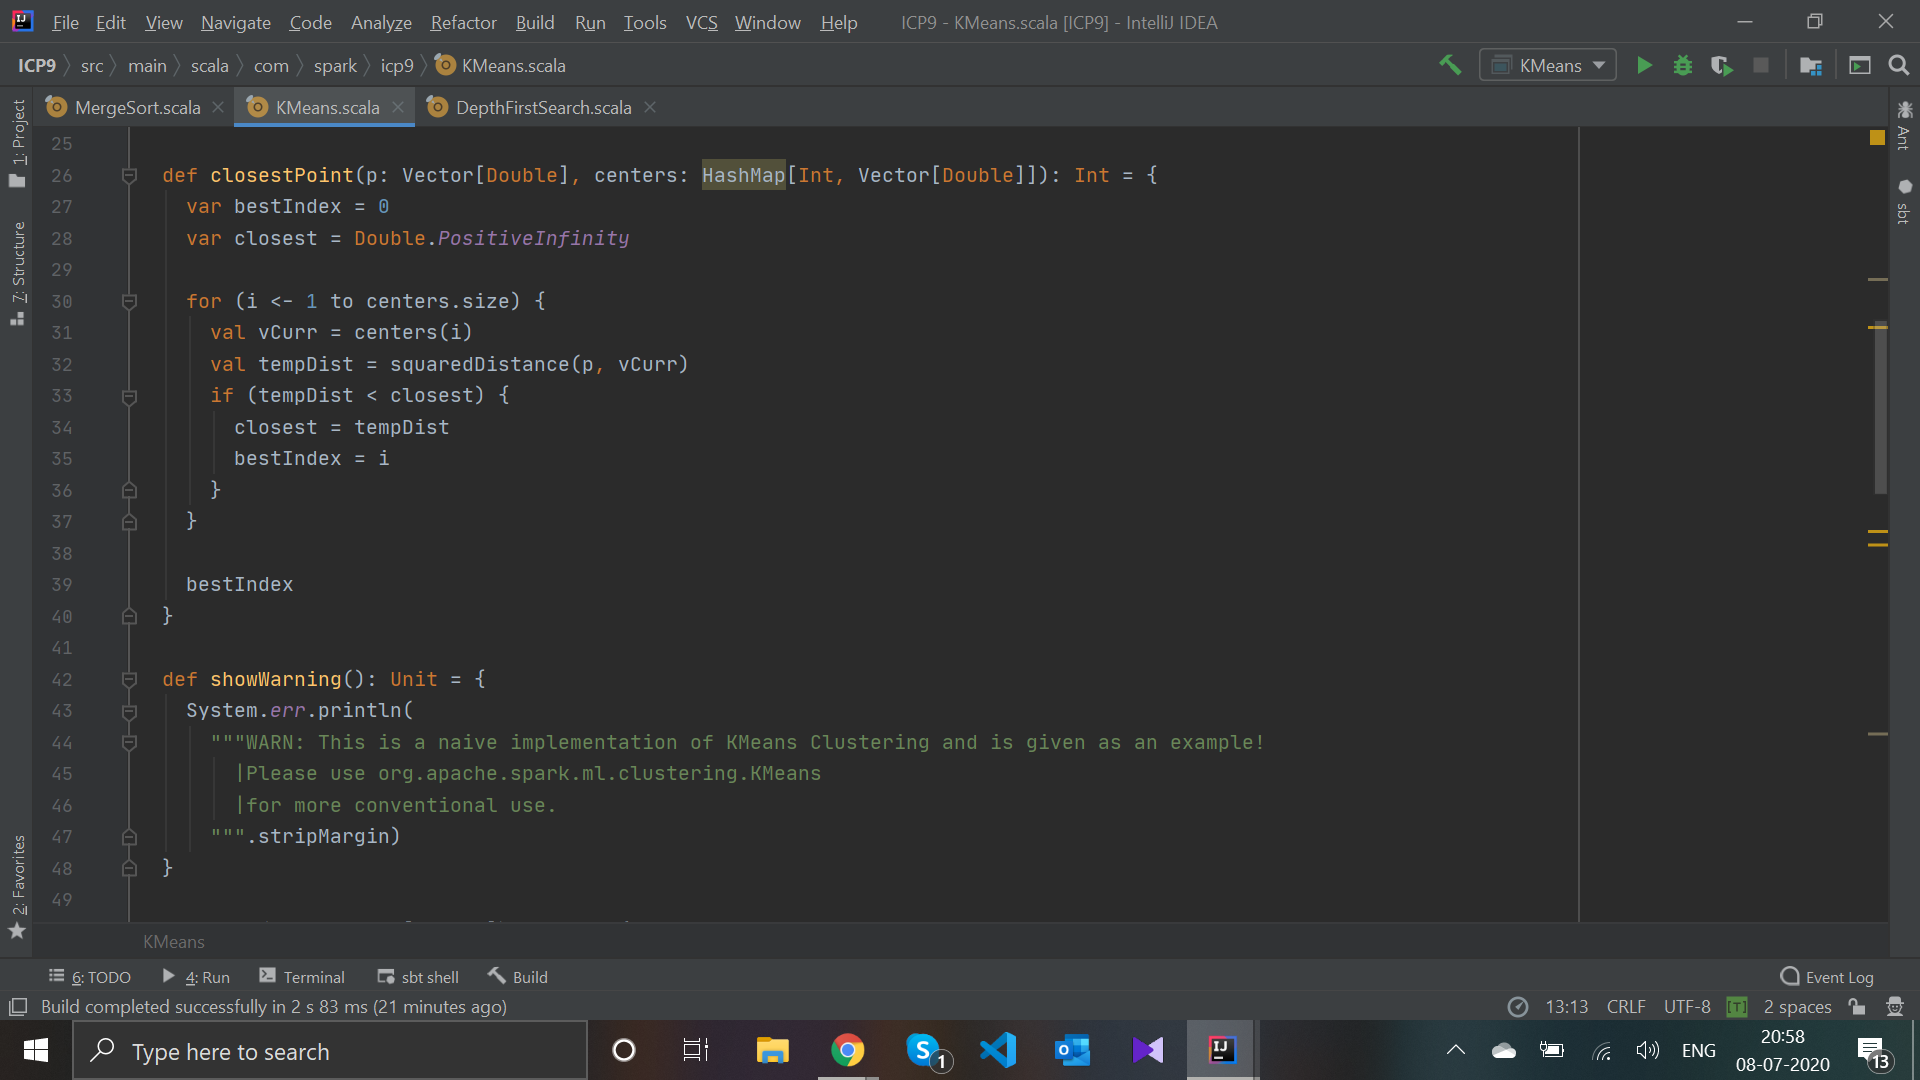 File Edit View Navigate Code Analyze Refactor Build Run Tools VCS Window Help ICP9 - KMeans.scala [ICP9] - IntelliJ IDEA
ICP9 src main scala com spark icp9 KMeans.scala KMeans
MergeSort.scala KMeans.scala DepthFirstSearch.scala
1: Project
7: Structure
2: Favorites
Ant
sbt
25
26 def closestPoint(p: Vector[Double], centers: HashMap[Int, Vector[Double]]): Int = {
27 var bestIndex = 0
28 var closest = Double.PositiveInfinity
29
30 for (i <- 1 to centers.size) {
31 val vCurr = centers(i)
32 val tempDist = squaredDistance(p, vCurr)
33 if (tempDist < closest) {
34 closest = tempDist
35 bestIndex = i
36 }
37 }
38
39 bestIndex
40 }
41
42 def showWarning(): Unit = {
43 System.err.println(
44 """WARN: This is a naive implementation of KMeans Clustering and is given as an example!
45 |Please use org.apache.spark.ml.clustering.KMeans
46 |for more conventional use.
47 """.stripMargin)
48 }
49
KMeans
6: TODO 4: Run Terminal sbt shell Build Event Log
Build completed successfully in 2 s 83 ms (21 minutes ago) 13:13 CRLF UTF-8 [T] 2 spaces
Type here to search S 1 IJ ENG 20:58
08-07-2020 13